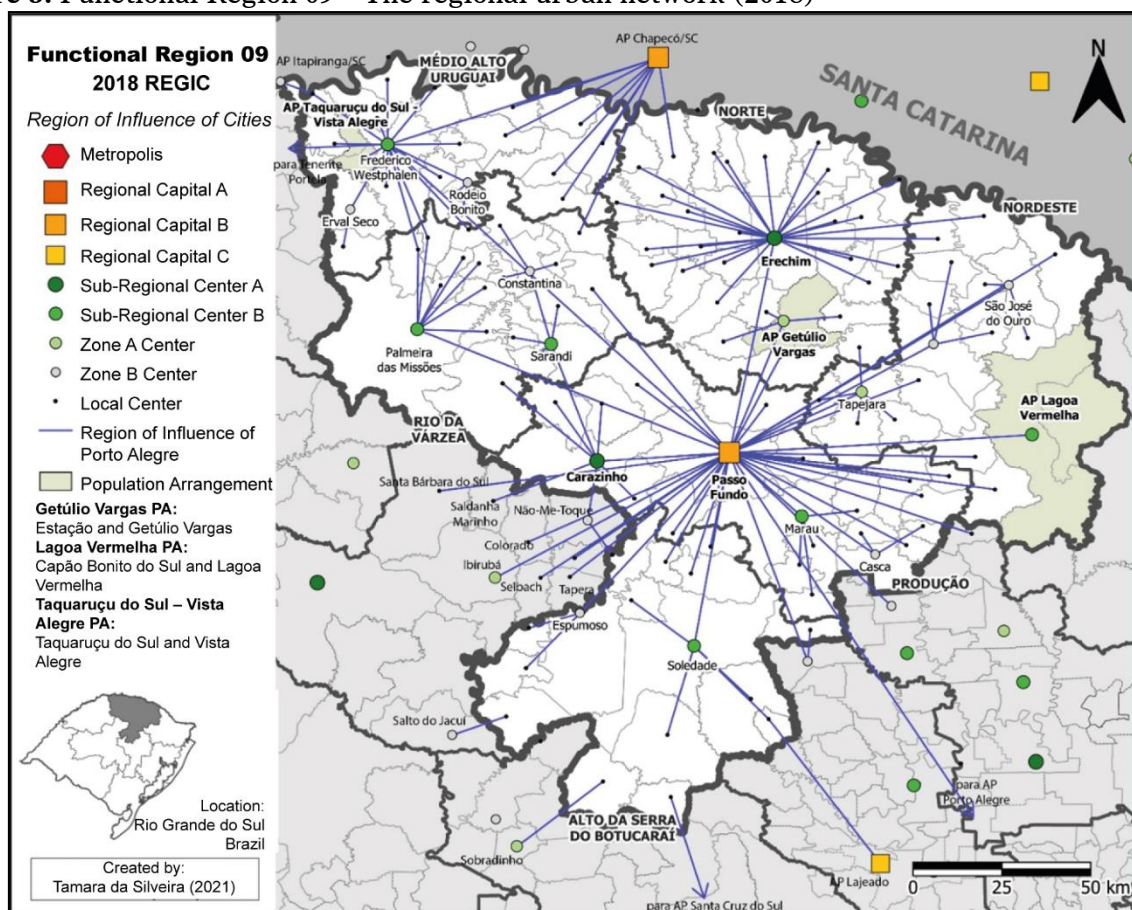 Functional Region 09 – The regional urban network (2018)
Functional Region 09
2018 REGIC
Region of Influence of Cities
Metropolis
Regional Capital A
Regional Capital B
Regional Capital C
Sub-Regional Center A
Sub-Regional Center B
Zone A Center
Zone B Center
Local Center
Region of Influence of
Porto Alegre
Population Arrangement
Getúlio Vargas PA:
Estação and Getúlio Vargas
Lagoa Vermelha PA:
Capão Bonito do Sul and Lagoa
Vermelha
Taquaruçu do Sul – Vista
Alegre PA:
Taquaruçu do Sul and Vista
Alegre
Location:
Rio Grande do Sul
Brazil
Created by:
Tamara da Silveira (2021)
AP Chapecó/SC
N
AP Itapiranga/SC
MÉDIO ALTO
URUGUAI
SANTA CATARINA
AP Taquaruçu do Sul -
Vista Alegre
NORTE
para Tenente
Portela
Frederico
Westphalen
Rodeio
Bonito
Erval Seco
NORDESTE
Erechim
Constantina
São José
do Ouro
AP Getúlio
Vargas
Palmeira
das Missões
Sarandi
Tapejara
AP Lagoa
Vermelha
RIO DA
VÁRZEA
Carazinho
Passo
Fundo
Santa Bárbara do Sul
Saldanha
Marinho
Não-Me-Toque
Marau
Colorado
Casca
Ibirubá
Selbach
Tapera
PRODUÇÃO
Espumoso
Soledade
Salto do Jacuí
para AP
Porto Alegre
ALTO DA SERRA
DO BOTUCARAÍ
Sobradinho
AP Lajeado
0 25 50 km
para AP Santa Cruz do Sul